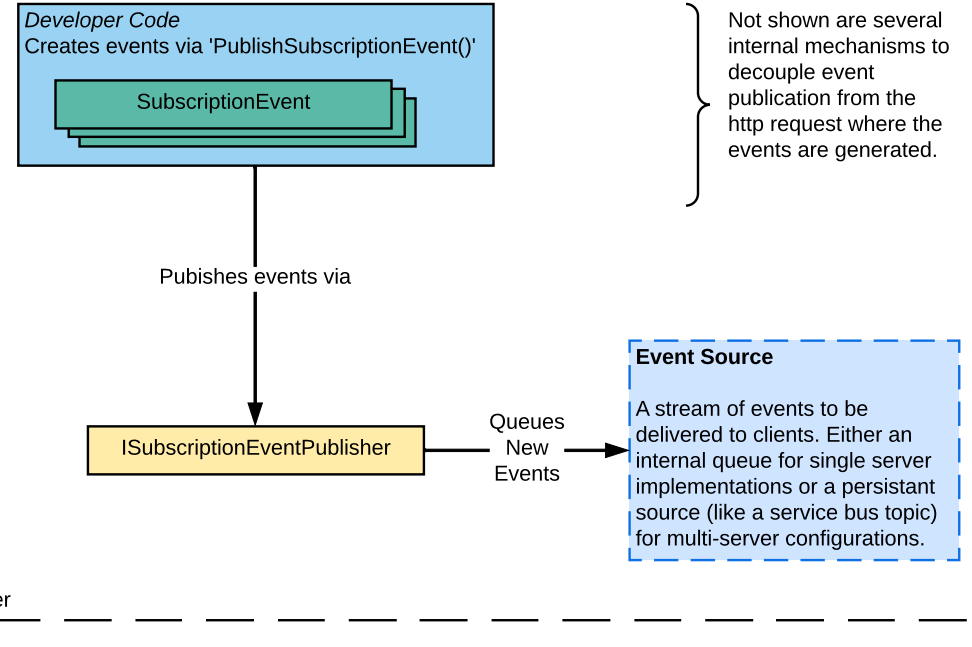 Developer Code
Creates events via 'PublishSubscriptionEvent()'
SubscriptionEvent
Not shown are several
internal mechanisms to
decouple event
publication from the
http request where the
events are generated.
Pubishes events via
ISubscriptionEventPublisher
Queues
New
Events
Event Source
A stream of events to be
delivered to clients. Either an
internal queue for single server
implementations or a persistant
source (like a service bus topic)
for multi-server configurations.
er